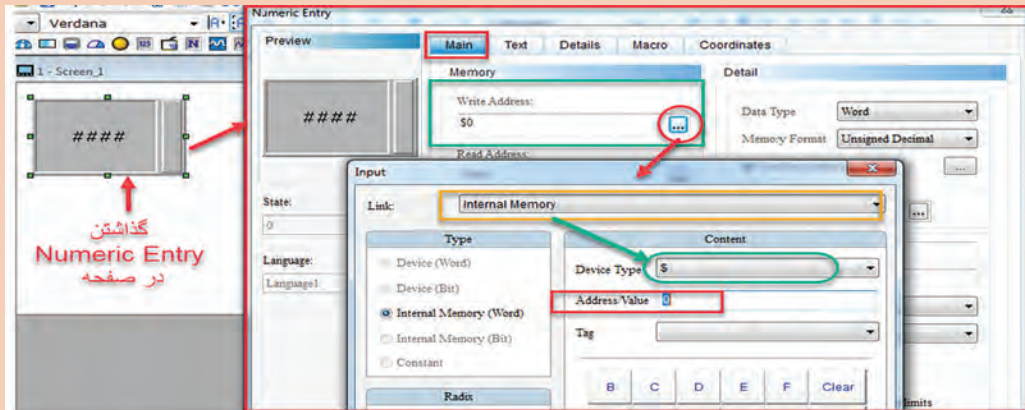 Verdana
Numeric Entry
1 - Screen_1
####
گذاشتن
Numeric Entry
در صفحه
Preview
####
State:
0
Language:
Language1
Main Text Details Macro Coordinates
Memory
Write Address:
$0
...
Read Address:
Detail
Data Type Word
Memory Format Unsigned Decimal
...
...
Input
Link: Internal Memory
Type
Device (Word)
Device (Bit)
Internal Memory (Word)
Internal Memory (Bit)
Constant
Radix
Content
Device Type $
Address/Value 0
Tag
B C D E F Clear
limits